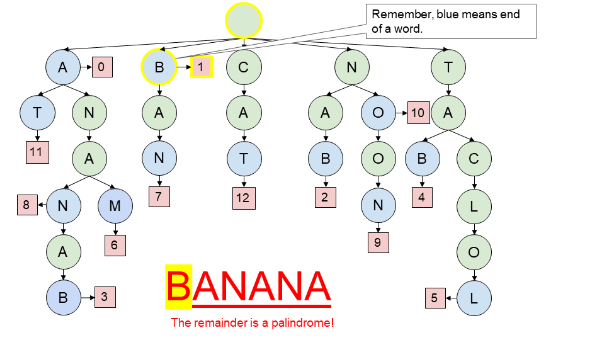 Remember, blue means end
of a word.
A 0 B 1 C N T
T N A A A O 10 A
11
A N T B O B C
7 12 2 4
8 N M N L
6 9
A O
B 3 5 L
BANANA
The remainder is a palindrome!